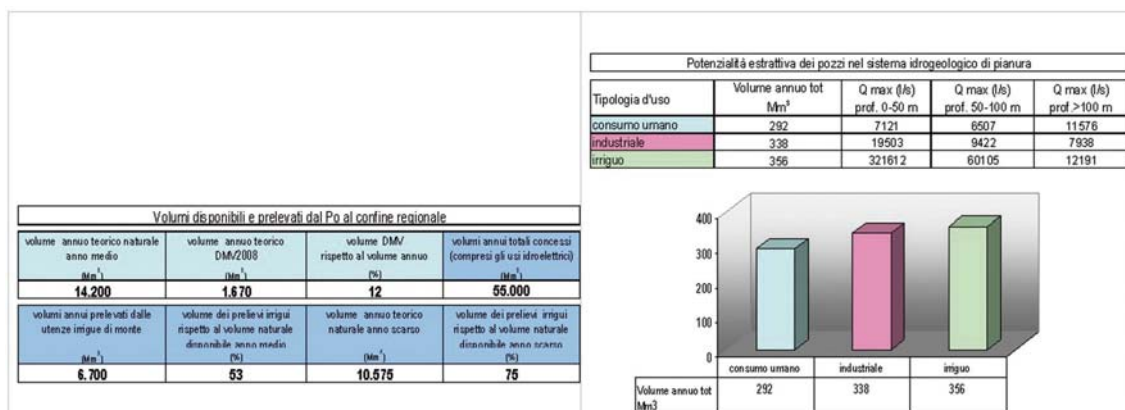 Volumi disponibili e prelevati dal Po al confine regionale
volume annuo teorico naturale anno medio (Mm³)
volume annuo teorico DMV2008 (Mm³)
volume DMV rispetto al volume annuo (%)
volumi annui totali concessi (compresi gli usi idroelettrici) (Mm³)
14.200 1.670 12 55.000
volumi annui prelevati dalle utenze irrigue di monte (Mm³)
volume dei prelievi irrigui rispetto al volume naturale disponibile anno medio (%)
volume annuo teorico naturale anno scarso (Mm³)
volume dei prelievi irrigui rispetto al volume naturale disponibile anno scarso (%)
6.700 53 10.575 75
Potenzialità estrattiva dei pozzi nel sistema idrogeologico di pianura
Tipologia d'uso
Volume annuo tot Mm³
Q max (l/s) prof. 0-50 m
Q max (l/s) prof. 50-100 m
Q max (l/s) prof.>100 m
consumo umano 292 7121 6507 11576
industriale 338 19503 9422 7938
irriguo 356 321612 60105 12191
400
300
200
100
0
consumo umano industriale irriguo
Volume annuo tot Mm3 292 338 356